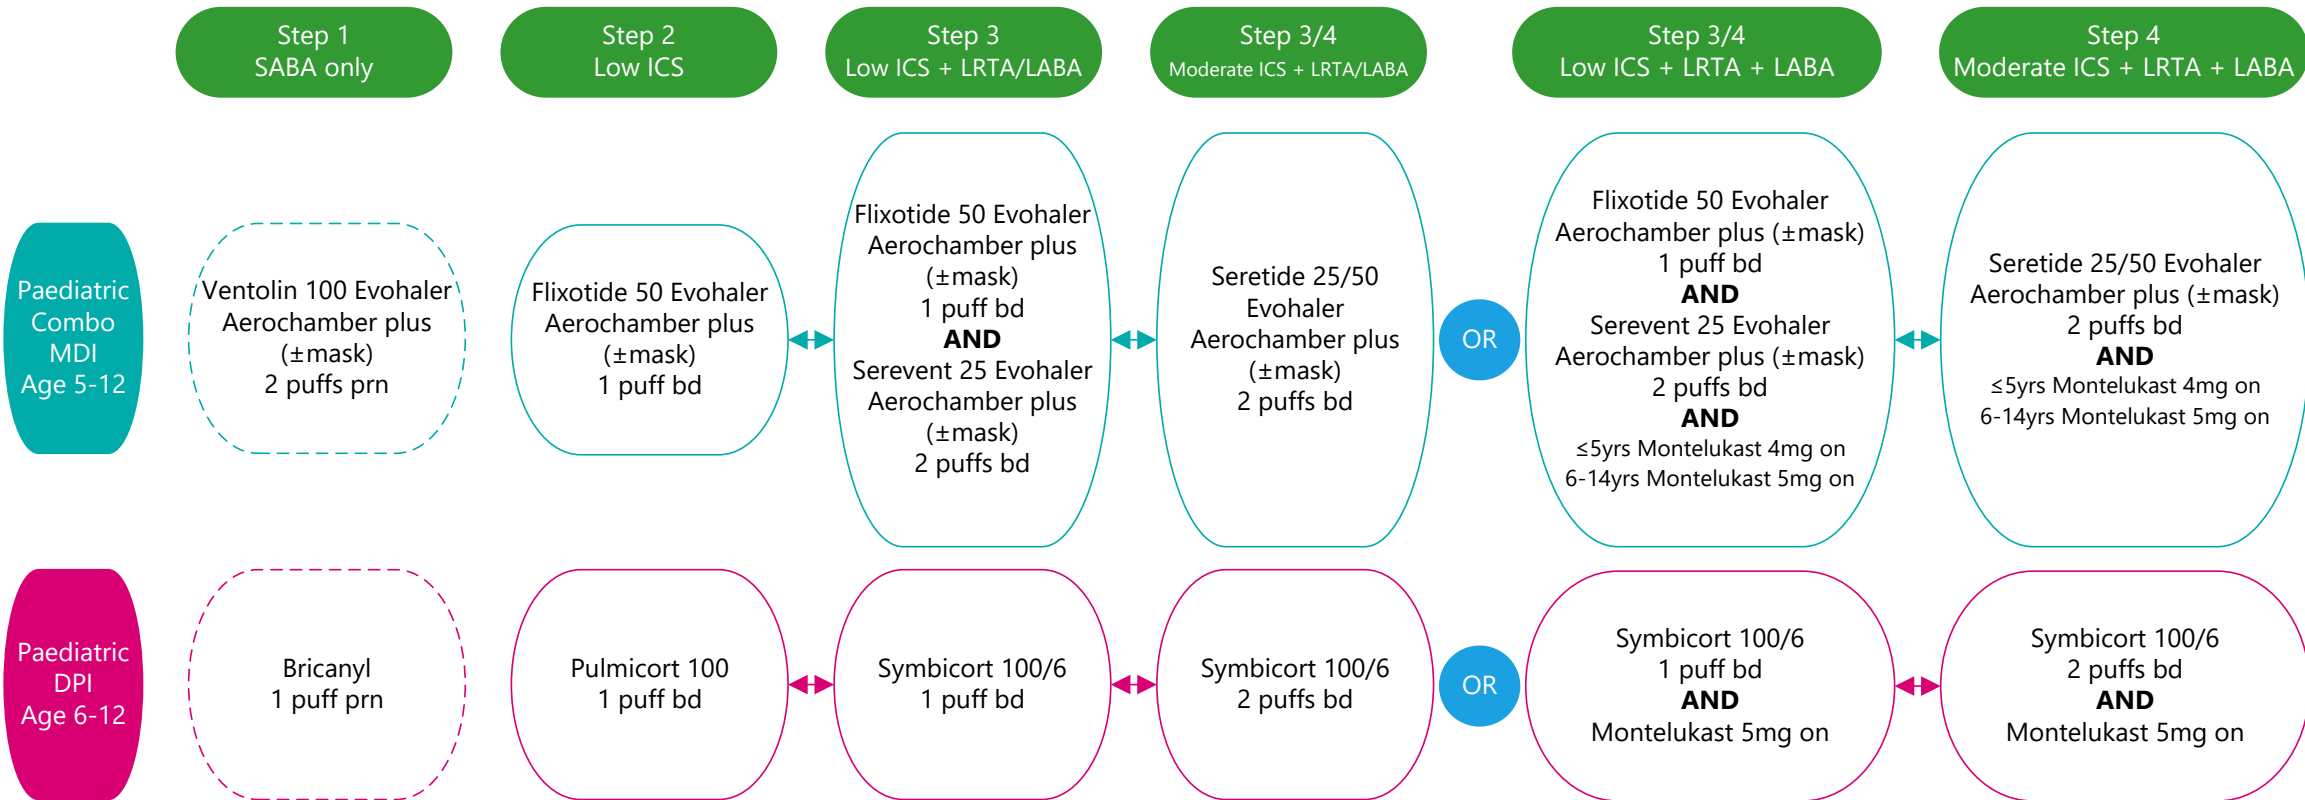 Step 1
SABA only
Step 2
Low ICS
Step 3
Low ICS + LRTA/LABA
Step 3/4
Moderate ICS + LRTA/LABA
Step 3/4
Low ICS + LRTA + LABA
Step 4
Moderate ICS + LRTA + LABA
Paediatric
Combo
MDI
Age 5-12
Ventolin 100 Evohaler
Aerochamber plus
(±mask)
2 puffs prn
Flixotide 50 Evohaler
Aerochamber plus
(±mask)
1 puff bd
Flixotide 50 Evohaler
Aerochamber plus
(±mask)
1 puff bd
AND
Serevent 25 Evohaler
Aerochamber plus
(±mask)
2 puffs bd
Seretide 25/50
Evohaler
Aerochamber plus
(±mask)
2 puffs bd
OR
Flixotide 50 Evohaler
Aerochamber plus (±mask)
1 puff bd
AND
Serevent 25 Evohaler
Aerochamber plus (±mask)
2 puffs bd
AND
≤5yrs Montelukast 4mg on
6-14yrs Montelukast 5mg on
Seretide 25/50 Evohaler
Aerochamber plus (±mask)
2 puffs bd
AND
≤5yrs Montelukast 4mg on
6-14yrs Montelukast 5mg on
Paediatric
DPI
Age 6-12
Bricanyl
1 puff prn
Pulmicort 100
1 puff bd
Symbicort 100/6
1 puff bd
Symbicort 100/6
2 puffs bd
OR
Symbicort 100/6
1 puff bd
AND
Montelukast 5mg on
Symbicort 100/6
2 puffs bd
AND
Montelukast 5mg on